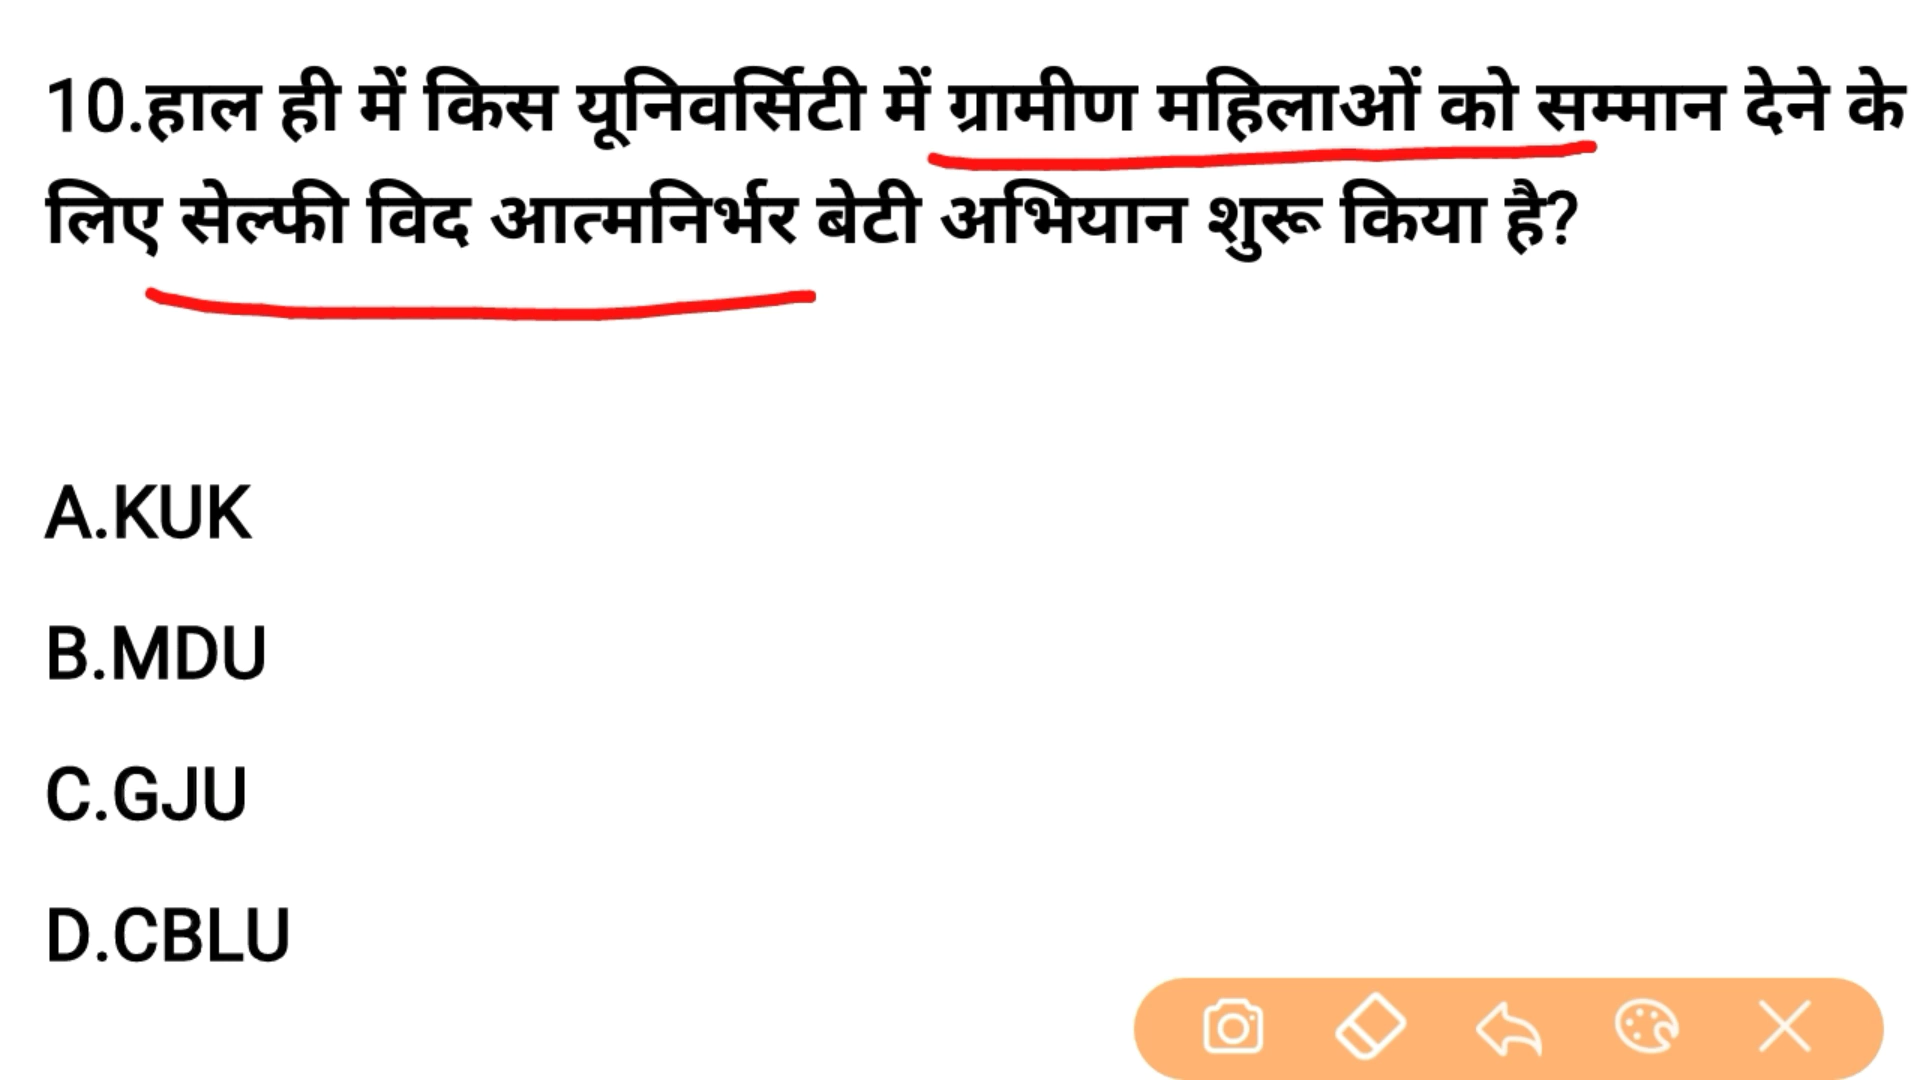 10.हाल ही में किस यूनिवर्सिटी में ग्रामीण महिलाओं को सम्मान देने के
लिए सेल्फी विद आत्मनिर्भर बेटी अभियान शुरू किया है?
A.KUK
B.MDU
C.GJU
D.CBLU